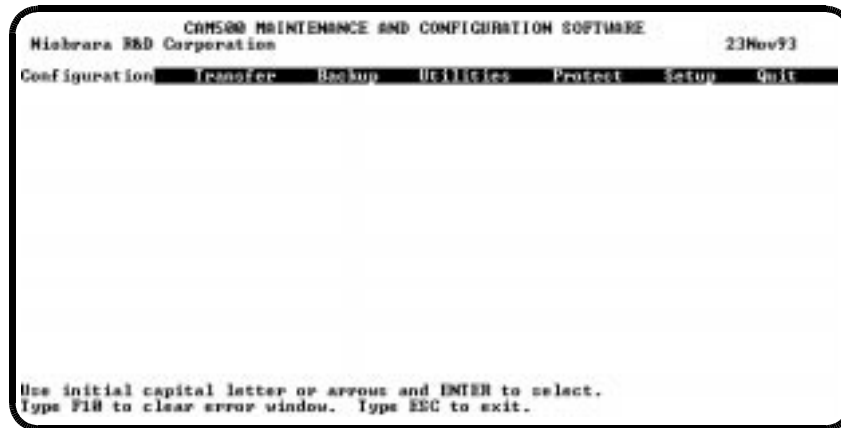 CAM500 MAINTENANCE AND CONFIGURATION SOFTWARE
Niobrara R&D Corporation 23Nov93
Configuration Transfer Backup Utilities Protect Setup Quit
Use initial capital letter or arrows and ENTER to select.
Type F10 to clear error window. Type ESC to exit.